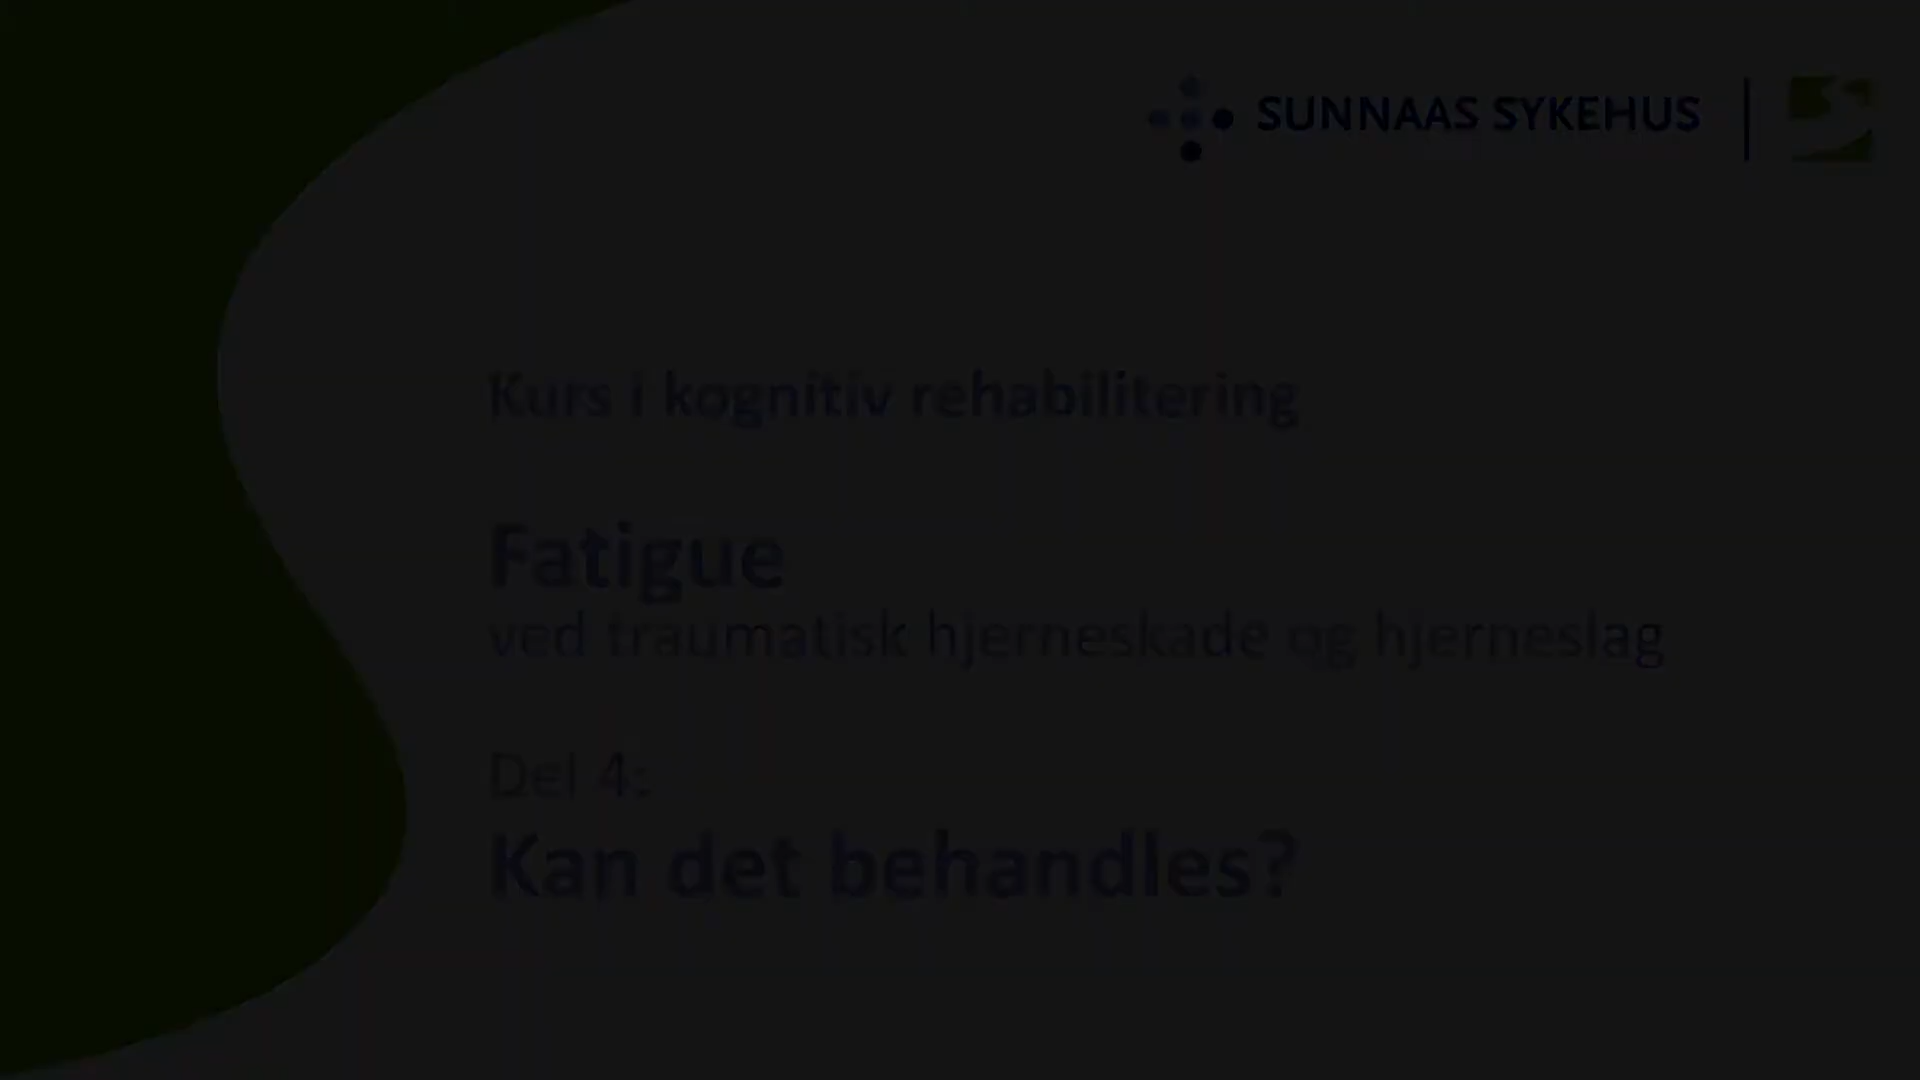 SUNNAAS SYKEHUS
Kurs i kognitiv rehabilitering
Fatigue
ved traumatisk hjerneskade og hjerneslag
Del 4:
Kan det behandles?